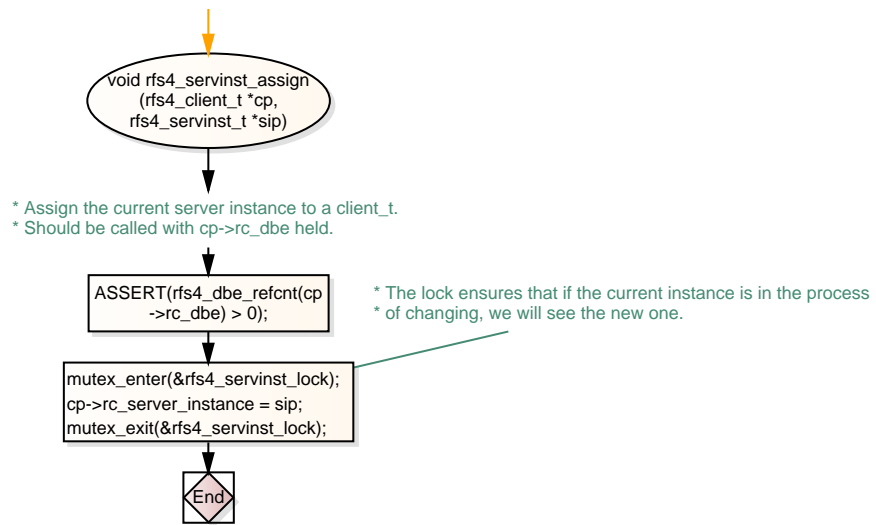 void rfs4_servinst_assign
(rfs4_client_t *cp,
rfs4_servinst_t *sip)
* Assign the current server instance to a client_t.
* Should be called with cp->rc_dbe held.
ASSERT(rfs4_dbe_refcnt(cp
->rc_dbe) > 0);
* The lock ensures that if the current instance is in the process
* of changing, we will see the new one.
mutex_enter(&rfs4_servinst_lock);
cp->rc_server_instance = sip;
mutex_exit(&rfs4_servinst_lock);
End